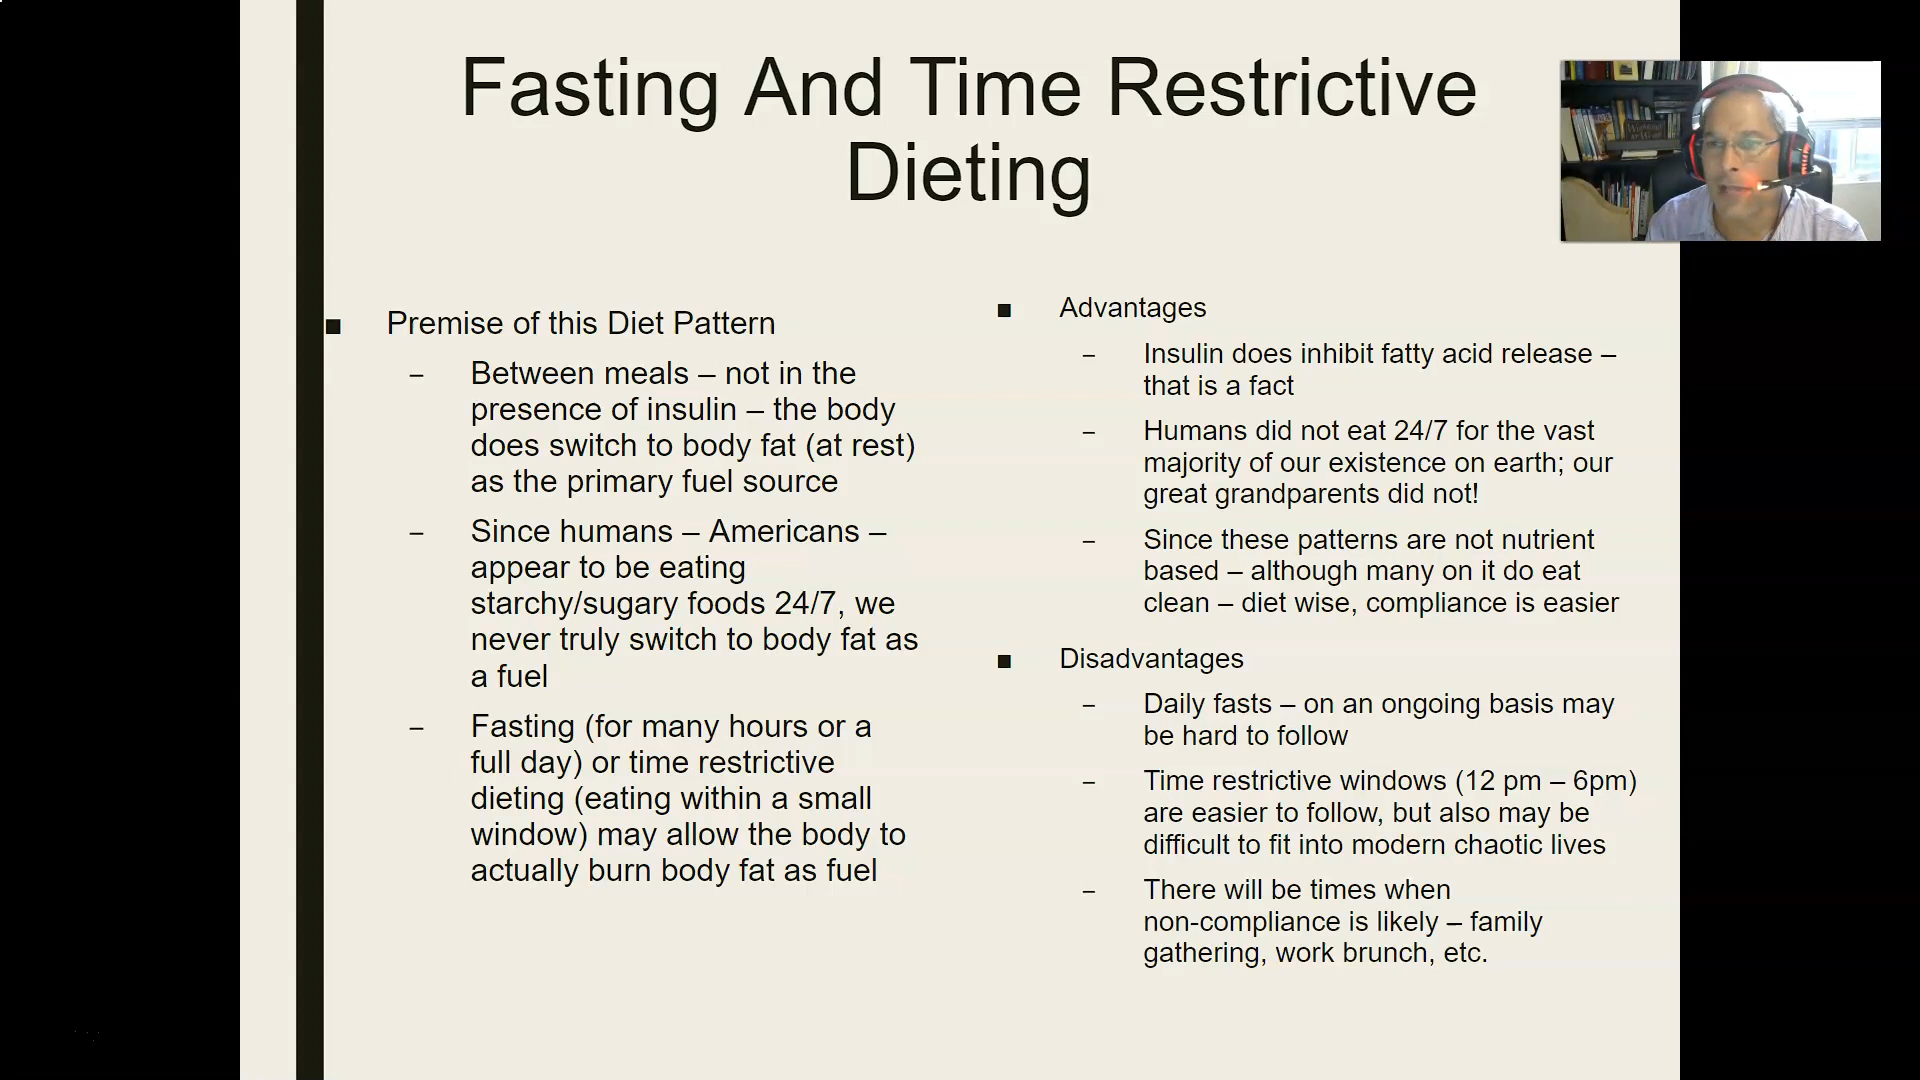 Fasting And Time Restrictive
Dieting
■ Premise of this Diet Pattern
– Between meals – not in the
presence of insulin – the body
does switch to body fat (at rest)
as the primary fuel source
– Since humans – Americans –
appear to be eating
starchy/sugary foods 24/7, we
never truly switch to body fat as
a fuel
– Fasting (for many hours or a
full day) or time restrictive
dieting (eating within a small
window) may allow the body to
actually burn body fat as fuel
■ Advantages
– Insulin does inhibit fatty acid release –
that is a fact
– Humans did not eat 24/7 for the vast
majority of our existence on earth; our
great grandparents did not!
– Since these patterns are not nutrient
based – although many on it do eat
clean – diet wise, compliance is easier
■ Disadvantages
– Daily fasts – on an ongoing basis may
be hard to follow
– Time restrictive windows (12 pm – 6pm)
are easier to follow, but also may be
difficult to fit into modern chaotic lives
– There will be times when
non-compliance is likely – family
gathering, work brunch, etc.